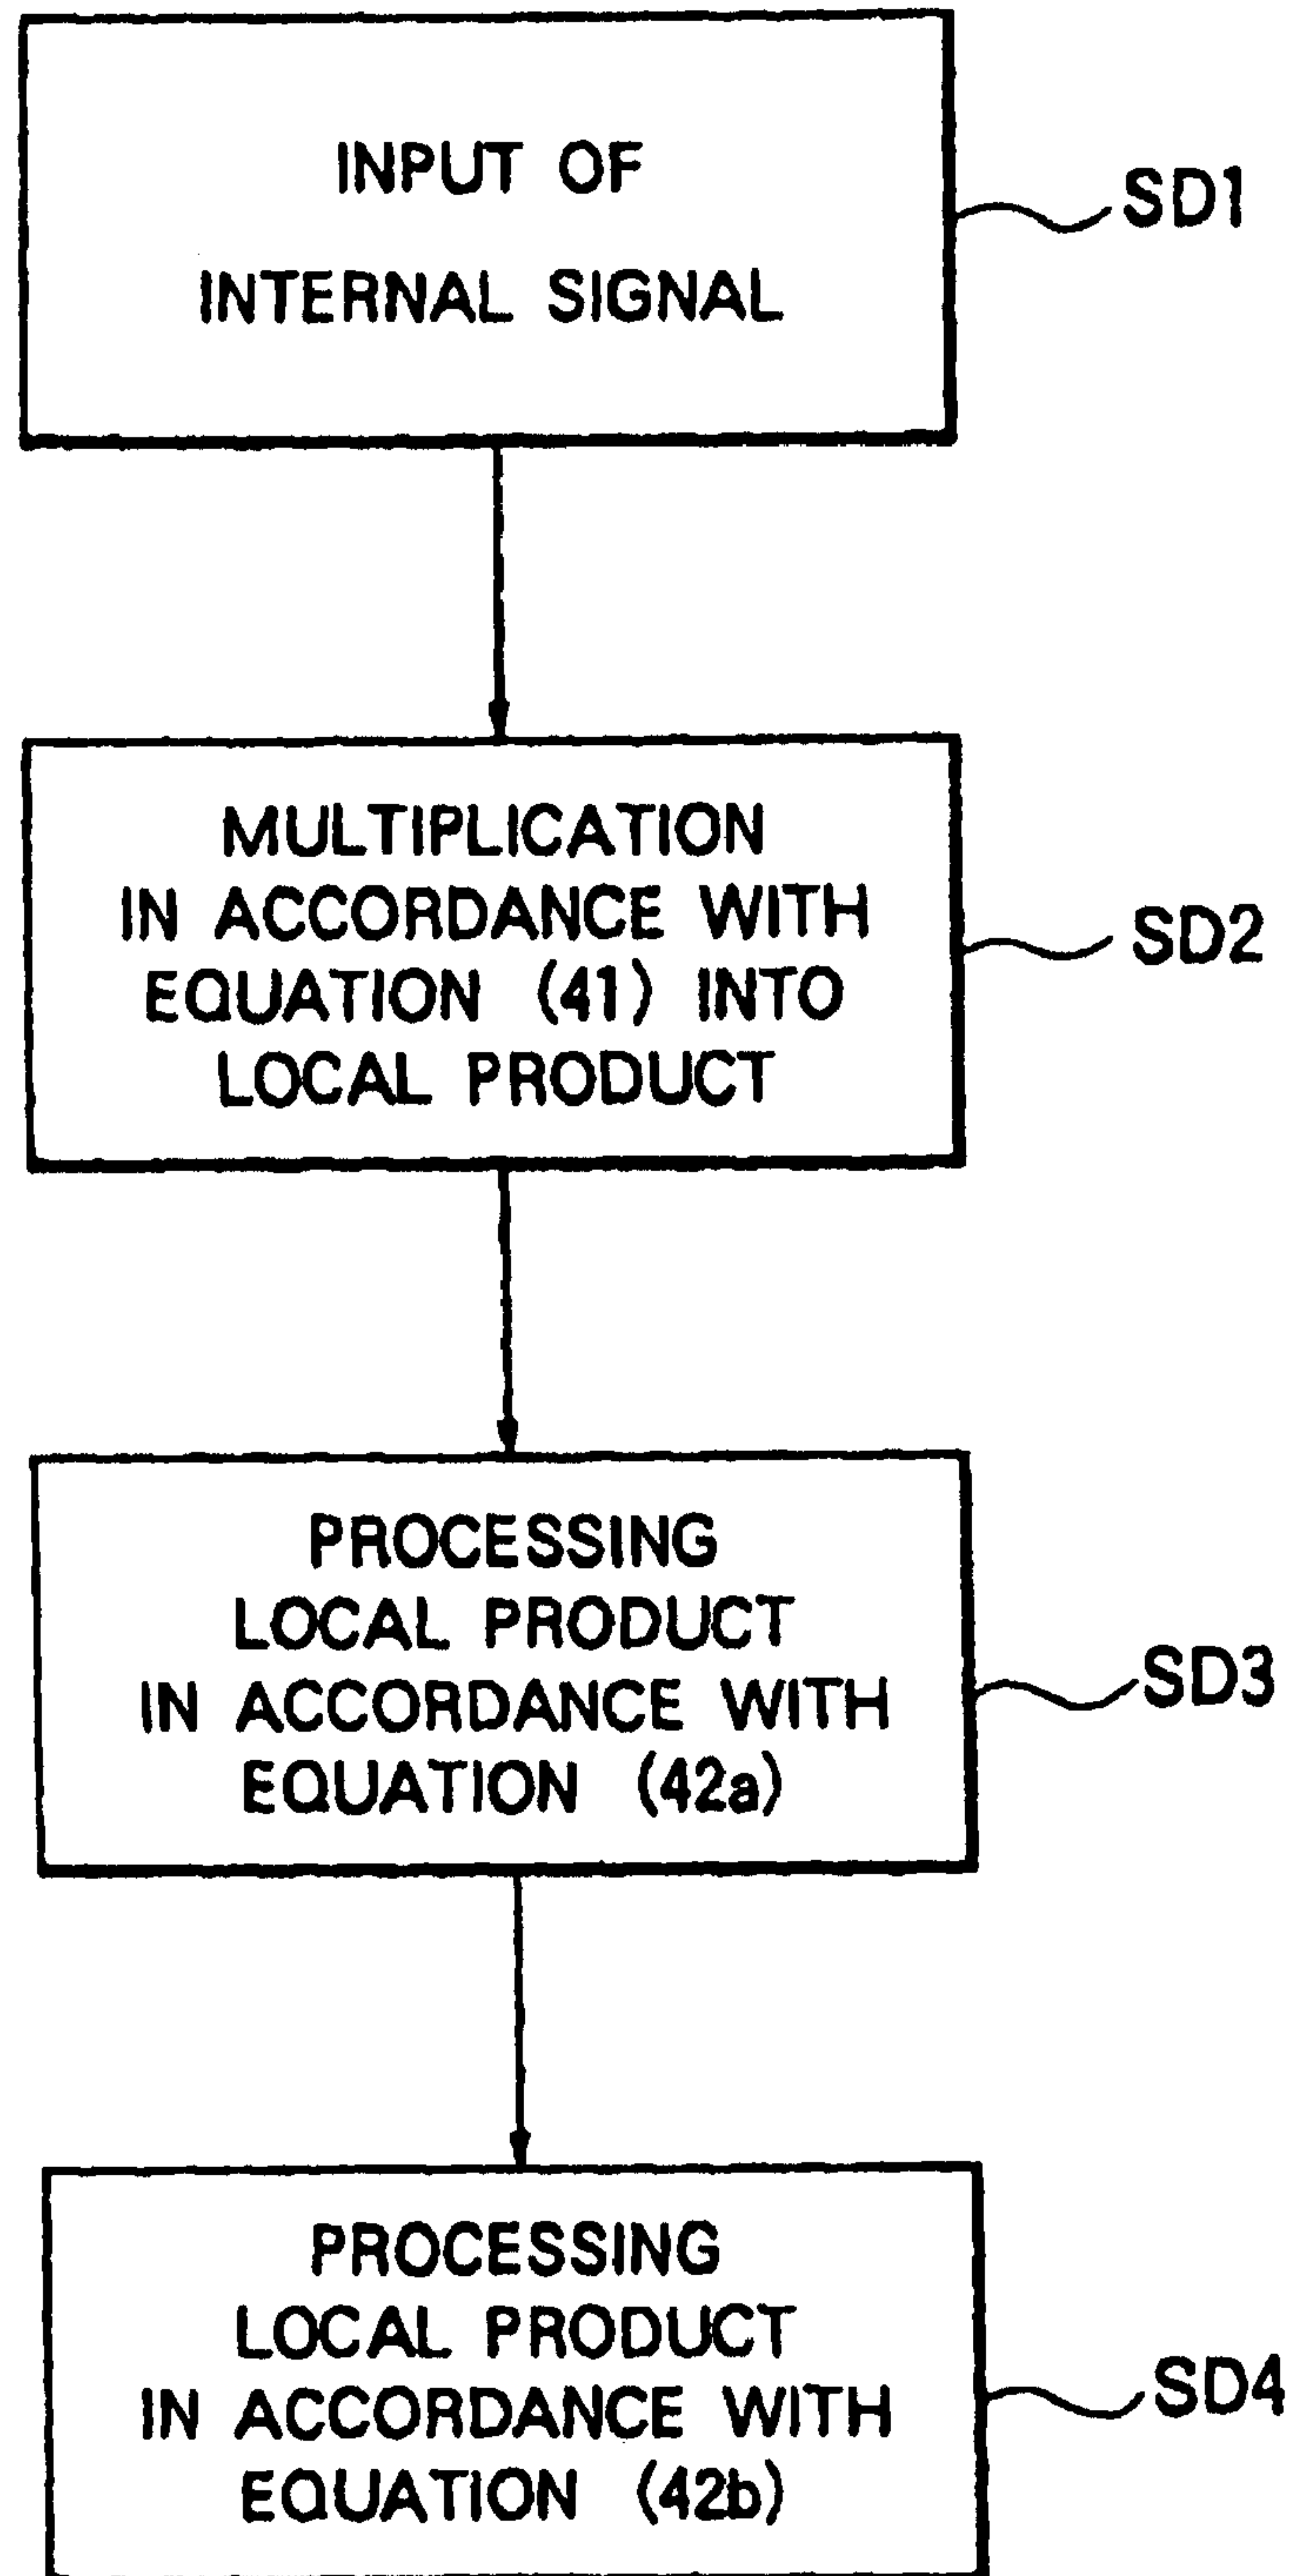 INPUT OF
INTERNAL SIGNAL
SD1
MULTIPLICATION
IN ACCORDANCE WITH
EQUATION (41) INTO
LOCAL PRODUCT
SD2
PROCESSING
LOCAL PRODUCT
IN ACCORDANCE WITH
EQUATION (42a)
SD3
PROCESSING
LOCAL PRODUCT
IN ACCORDANCE WITH
EQUATION (42b)
SD4